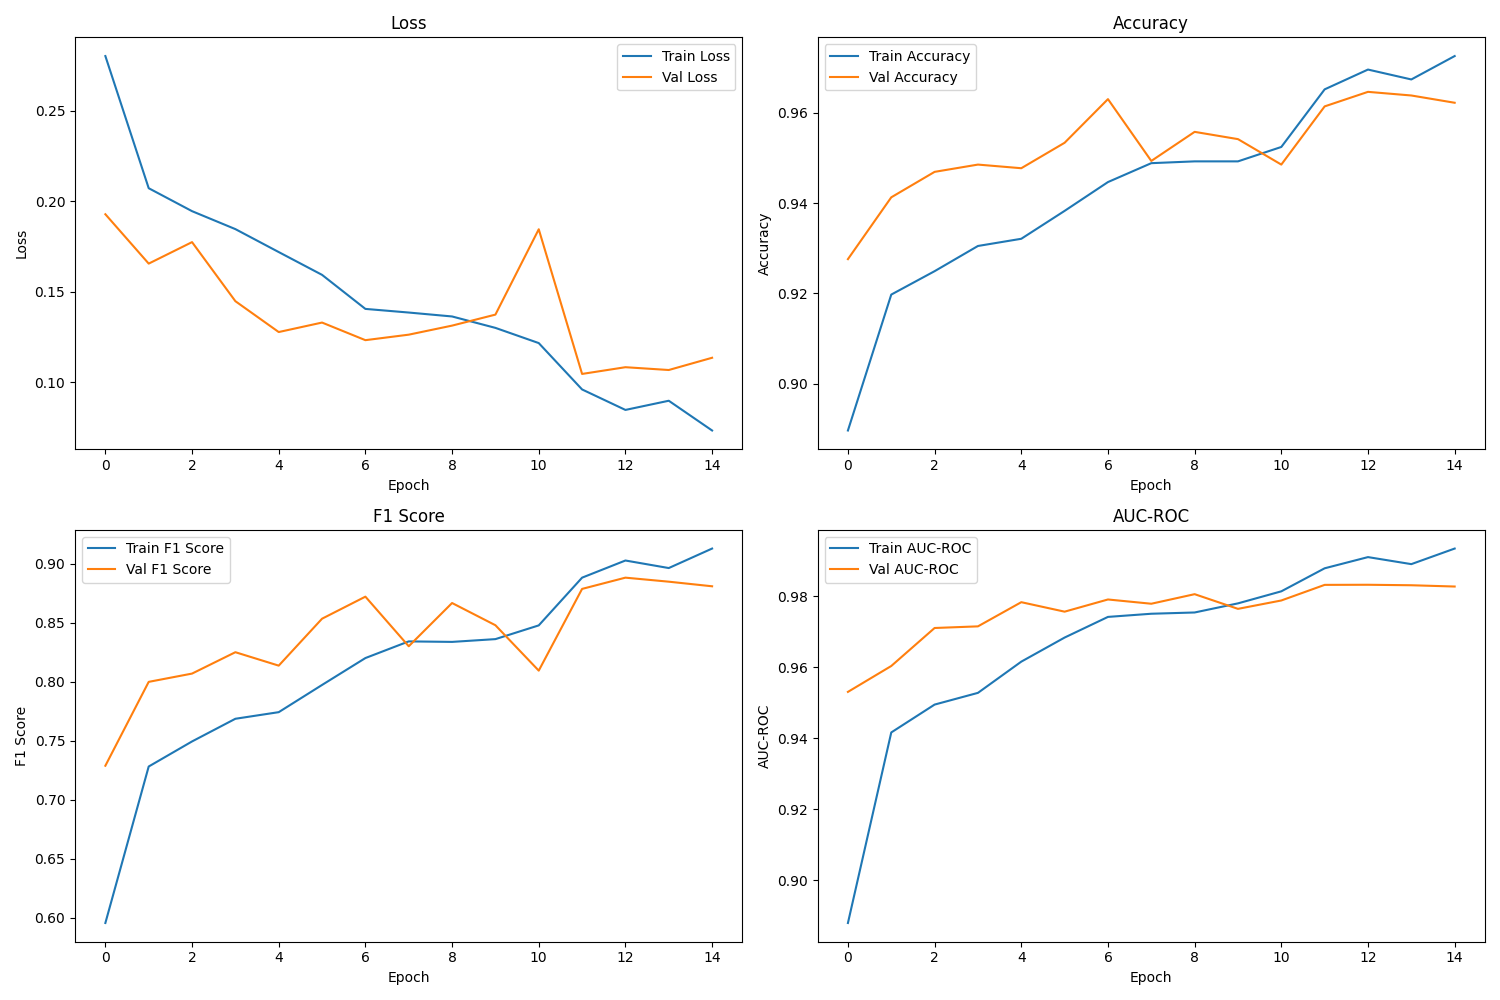 Loss
Train Loss
Val Loss
0.25
0.20
0.15
0.10
Loss
0 2 4 6 8 10 12 14
Epoch
Accuracy
Train Accuracy
Val Accuracy
0.96
0.94
0.92
0.90
Accuracy
0 2 4 6 8 10 12 14
Epoch
F1 Score
Train F1 Score
Val F1 Score
0.90
0.85
0.80
0.75
0.70
0.65
0.60
F1 Score
0 2 4 6 8 10 12 14
Epoch
AUC-ROC
Train AUC-ROC
Val AUC-ROC
0.98
0.96
0.94
0.92
0.90
AUC-ROC
0 2 4 6 8 10 12 14
Epoch